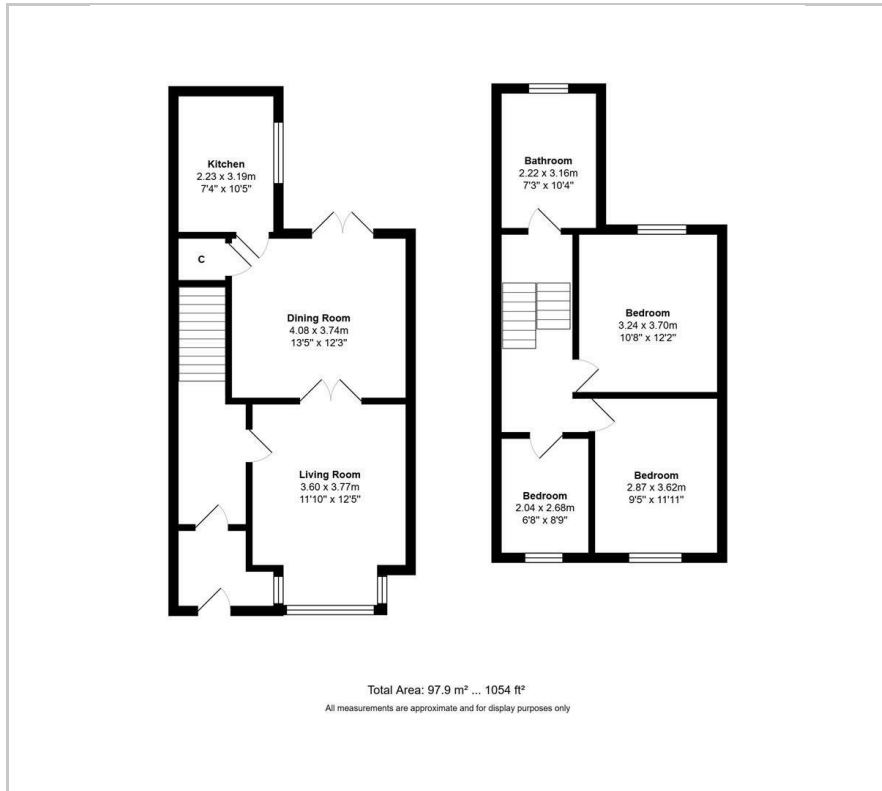 Kitchen
2.23 x 3.19m
7'4" x 10'5"
C
Dining Room
4.08 x 3.74m
13'5" x 12'3"
Living Room
3.60 x 3.77m
11'10" x 12'5"
Bathroom
2.22 x 3.16m
7'3" x 10'4"
Bedroom
3.24 x 3.70m
10'8" x 12'2"
Bedroom
2.87 x 3.62m
9'5" x 11'11"
Bedroom
2.04 x 2.68m
6'8" x 8'9"
Total Area: 97.9 m² ... 1054 ft²
All measurements are approximate and for display purposes only